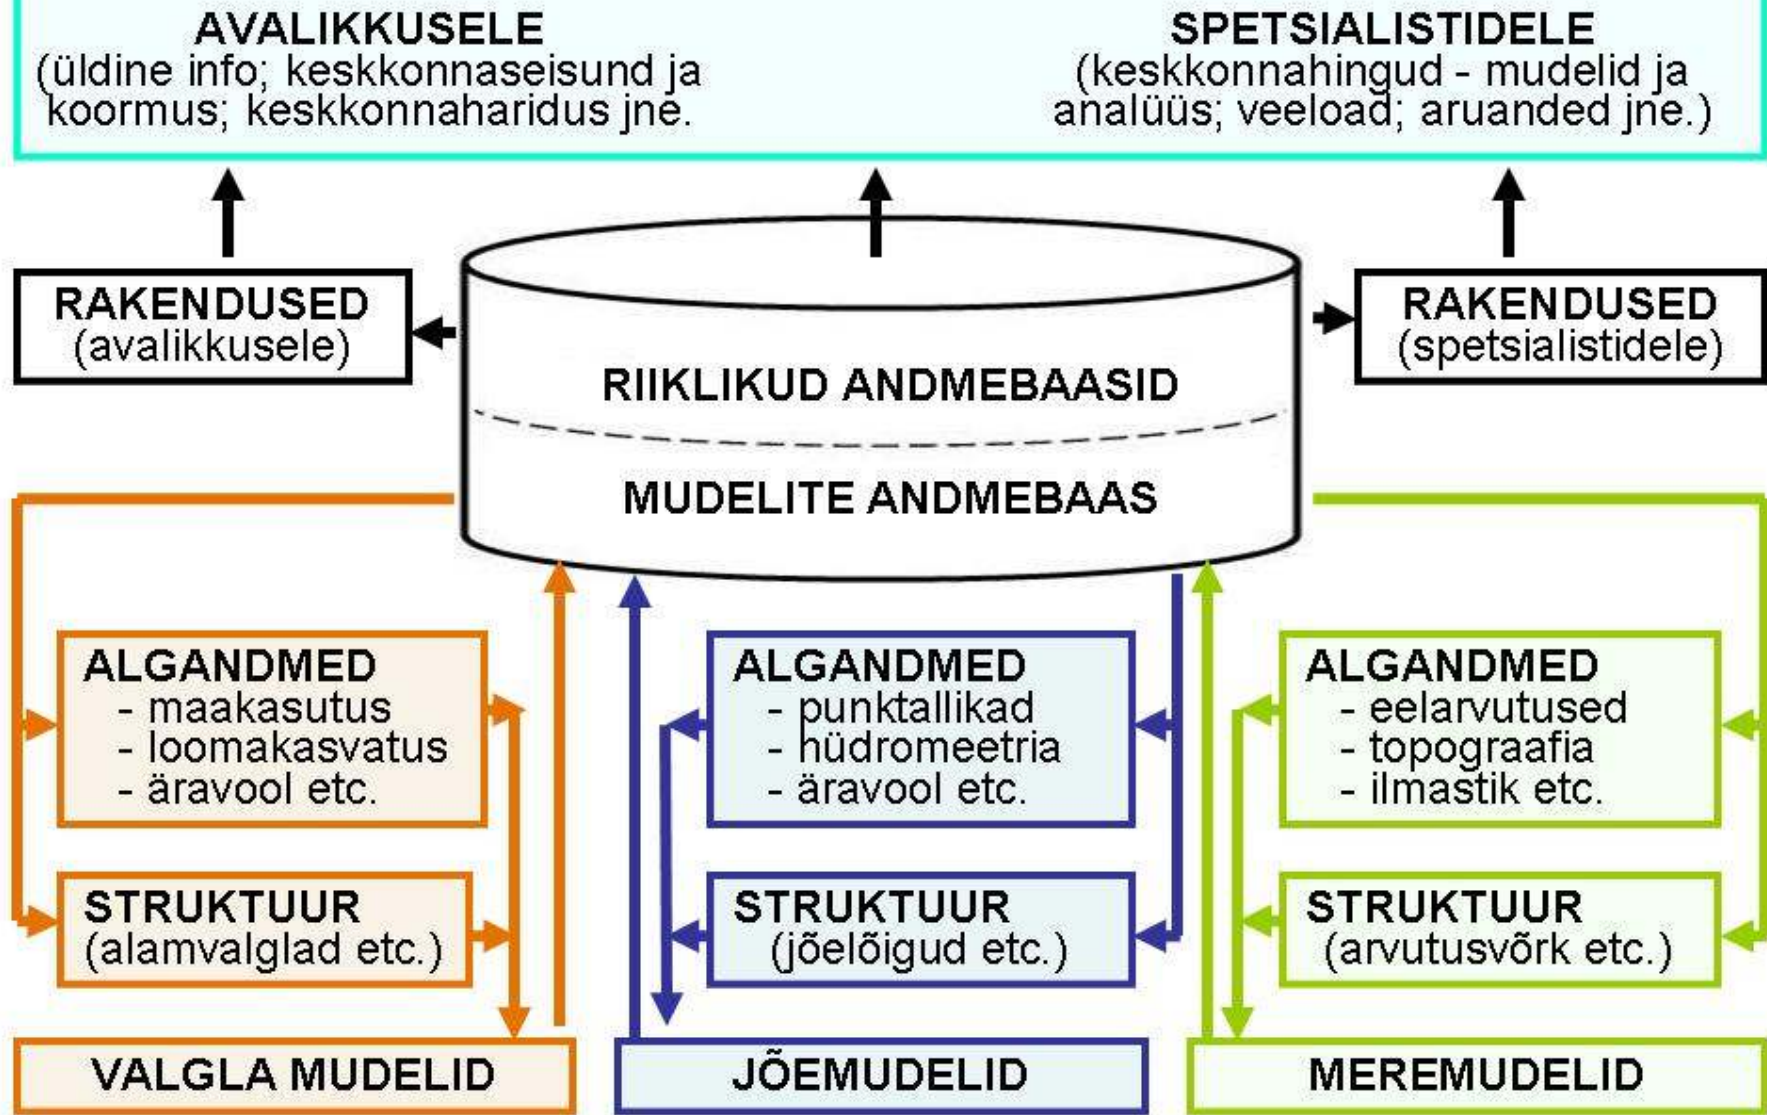 AVALIKKUSELE
(üldine info; keskkonnaseisund ja
koormus; keskkonnaharidus jne.
SPETSIALISTIDELE
(keskkonnahingud - mudelid ja
analüüs; veeload; aruanded jne.)
RAKENDUSED
(avalikkusele)
RIIKLIKUD ANDMEBAASID
MUDELITE ANDMEBAAS
RAKENDUSED
(spetsialistidele)
ALGANDMED
- maakasutus
- loomakasvatus
- äravool etc.
STRUKTUUR
(alamvalglad etc.)
VALGLA MUDELID
ALGANDMED
- punktallikad
- hüdromeetria
- äravool etc.
STRUKTUUR
(jõelõigud etc.)
JÕEMUDELID
ALGANDMED
- eelarvutused
- topograafia
- ilmastik etc.
STRUKTUUR
(arvutusvõrk etc.)
MEREMUDELID